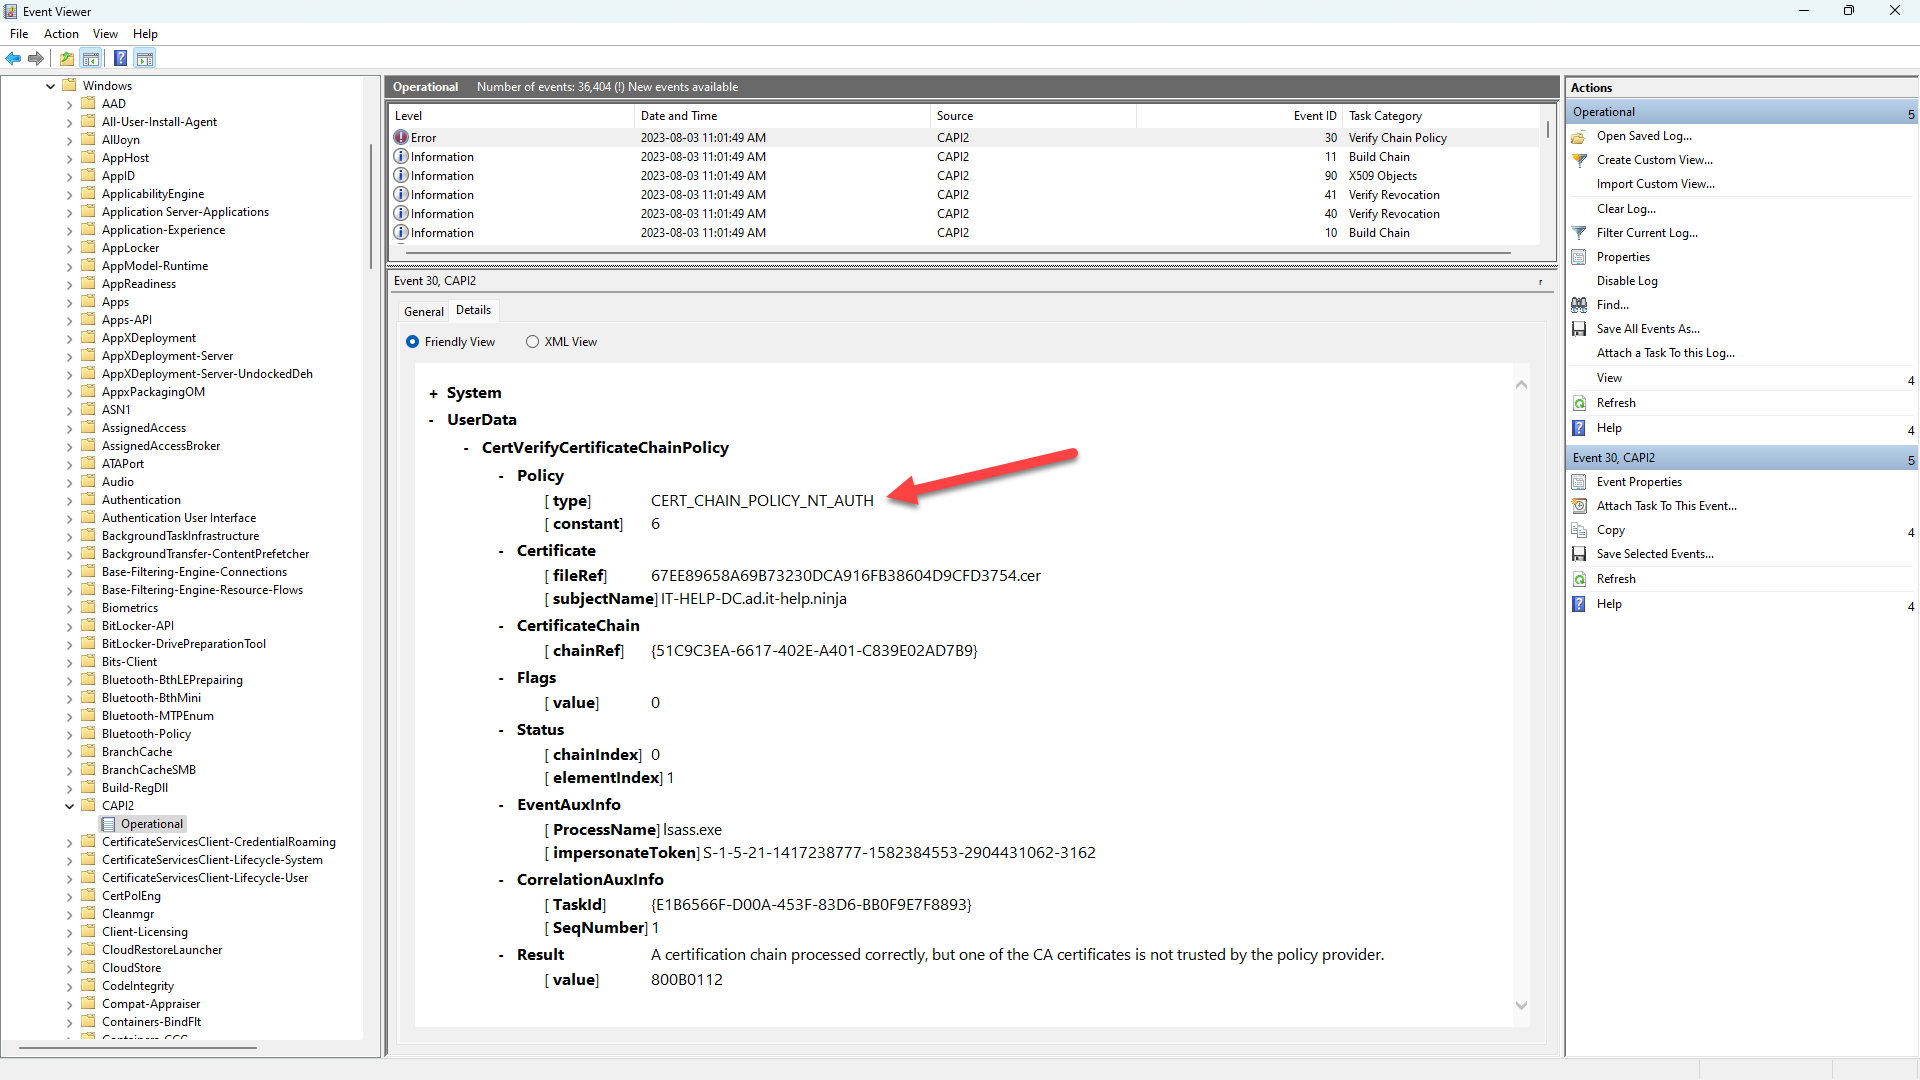 Event Viewer
File Action View Help
Windows
AAD
All-User-Install-Agent
AllJoyn
AppHost
AppID
ApplicabilityEngine
Application Server-Applications
Application-Experience
AppLocker
AppModel-Runtime
AppReadiness
Apps
Apps-API
AppXDeployment
AppXDeployment-Server
AppXDeployment-Server-UndockedDeh
AppxPackagingOM
ASN1
AssignedAccess
AssignedAccessBroker
ATAPort
Audio
Authentication
Authentication User Interface
BackgroundTaskInfrastructure
BackgroundTransfer-ContentPrefetcher
Base-Filtering-Engine-Connections
Base-Filtering-Engine-Resource-Flows
Biometrics
BitLocker-API
BitLocker-DrivePreparationTool
Bits-Client
Bluetooth-BthLEPrepairing
Bluetooth-BthMini
Bluetooth-MTPEnum
Bluetooth-Policy
BranchCache
BranchCacheSMB
Build-RegDll
CAPI2
Operational
CertificateServicesClient-CredentialRoaming
CertificateServicesClient-Lifecycle-System
CertificateServicesClient-Lifecycle-User
CertPolEng
Cleanmgr
Client-Licensing
CloudRestoreLauncher
CloudStore
CodeIntegrity
Compat-Appraiser
Containers-BindFlt
Operational Number of events: 36,404 (!) New events available
Level Date and Time Source Event ID Task Category
Error 2023-08-03 11:01:49 AM CAPI2 30 Verify Chain Policy
Information 2023-08-03 11:01:49 AM CAPI2 11 Build Chain
Information 2023-08-03 11:01:49 AM CAPI2 90 X509 Objects
Information 2023-08-03 11:01:49 AM CAPI2 41 Verify Revocation
Information 2023-08-03 11:01:49 AM CAPI2 40 Verify Revocation
Information 2023-08-03 11:01:49 AM CAPI2 10 Build Chain
Event 30, CAPI2
General Details
Friendly View XML View
+ System
- UserData
- CertVerifyCertificateChainPolicy
- Policy
[ type] CERT_CHAIN_POLICY_NT_AUTH
[ constant] 6
- Certificate
[ fileRef] 67EE89658A69B73230DCA916FB38604D9CFD3754.cer
[ subjectName] IT-HELP-DC.ad.it-help.ninja
- CertificateChain
[ chainRef] {51C9C3EA-6617-402E-A401-C839E02AD7B9}
- Flags
[ value] 0
- Status
[ chainIndex] 0
[ elementIndex] 1
- EventAuxInfo
[ ProcessName] lsass.exe
[ impersonateToken] S-1-5-21-1417238777-1582384553-2904431062-3162
- CorrelationAuxInfo
[ TaskId] {E1B6566F-D00A-453F-83D6-BB0F9E7F8893}
[ SeqNumber] 1
- Result A certification chain processed correctly, but one of the CA certificates is not trusted by the policy provider.
[ value] 800B0112
Actions
Operational 5
Open Saved Log...
Create Custom View...
Import Custom View...
Clear Log...
Filter Current Log...
Properties
Disable Log
Find...
Save All Events As...
Attach a Task To this Log...
View 4
Refresh
Help 4
Event 30, CAPI2 5
Event Properties
Attach Task To This Event...
Copy 4
Save Selected Events...
Refresh
Help 4